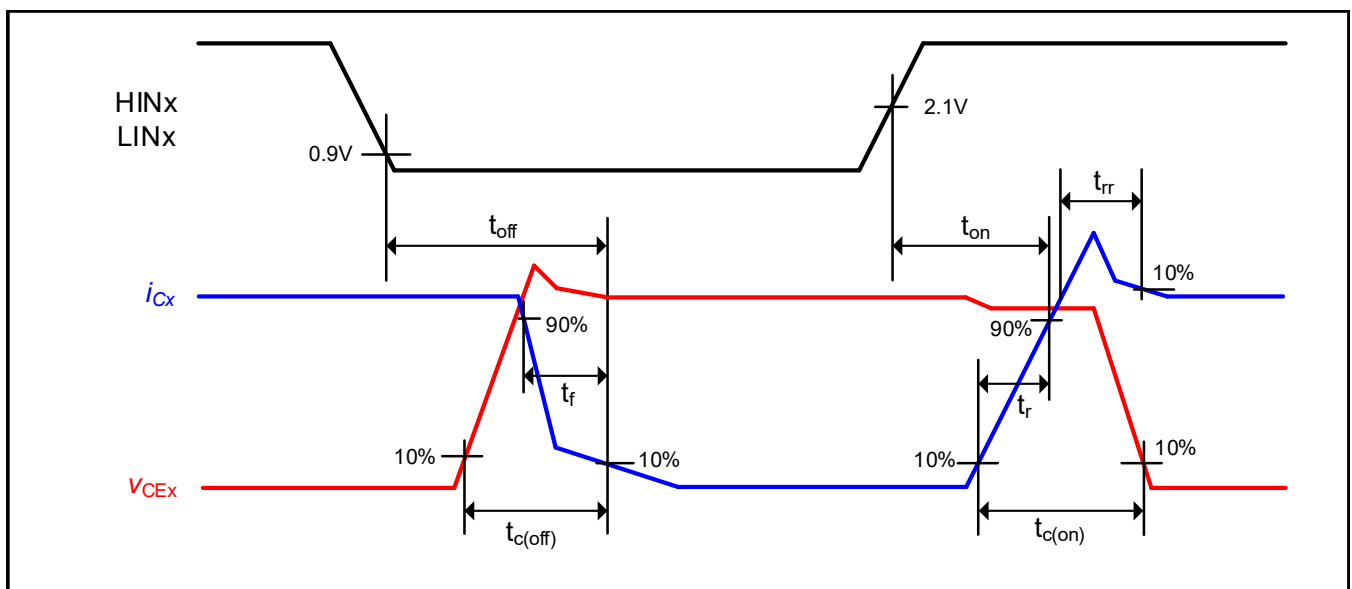 HINx
LINx
0.9V
2.1V
trr
toff
ton
iCx
10%
90%
90%
tf
tr
10%
10%
10%
10%
vCEx
tc(off)
tc(on)